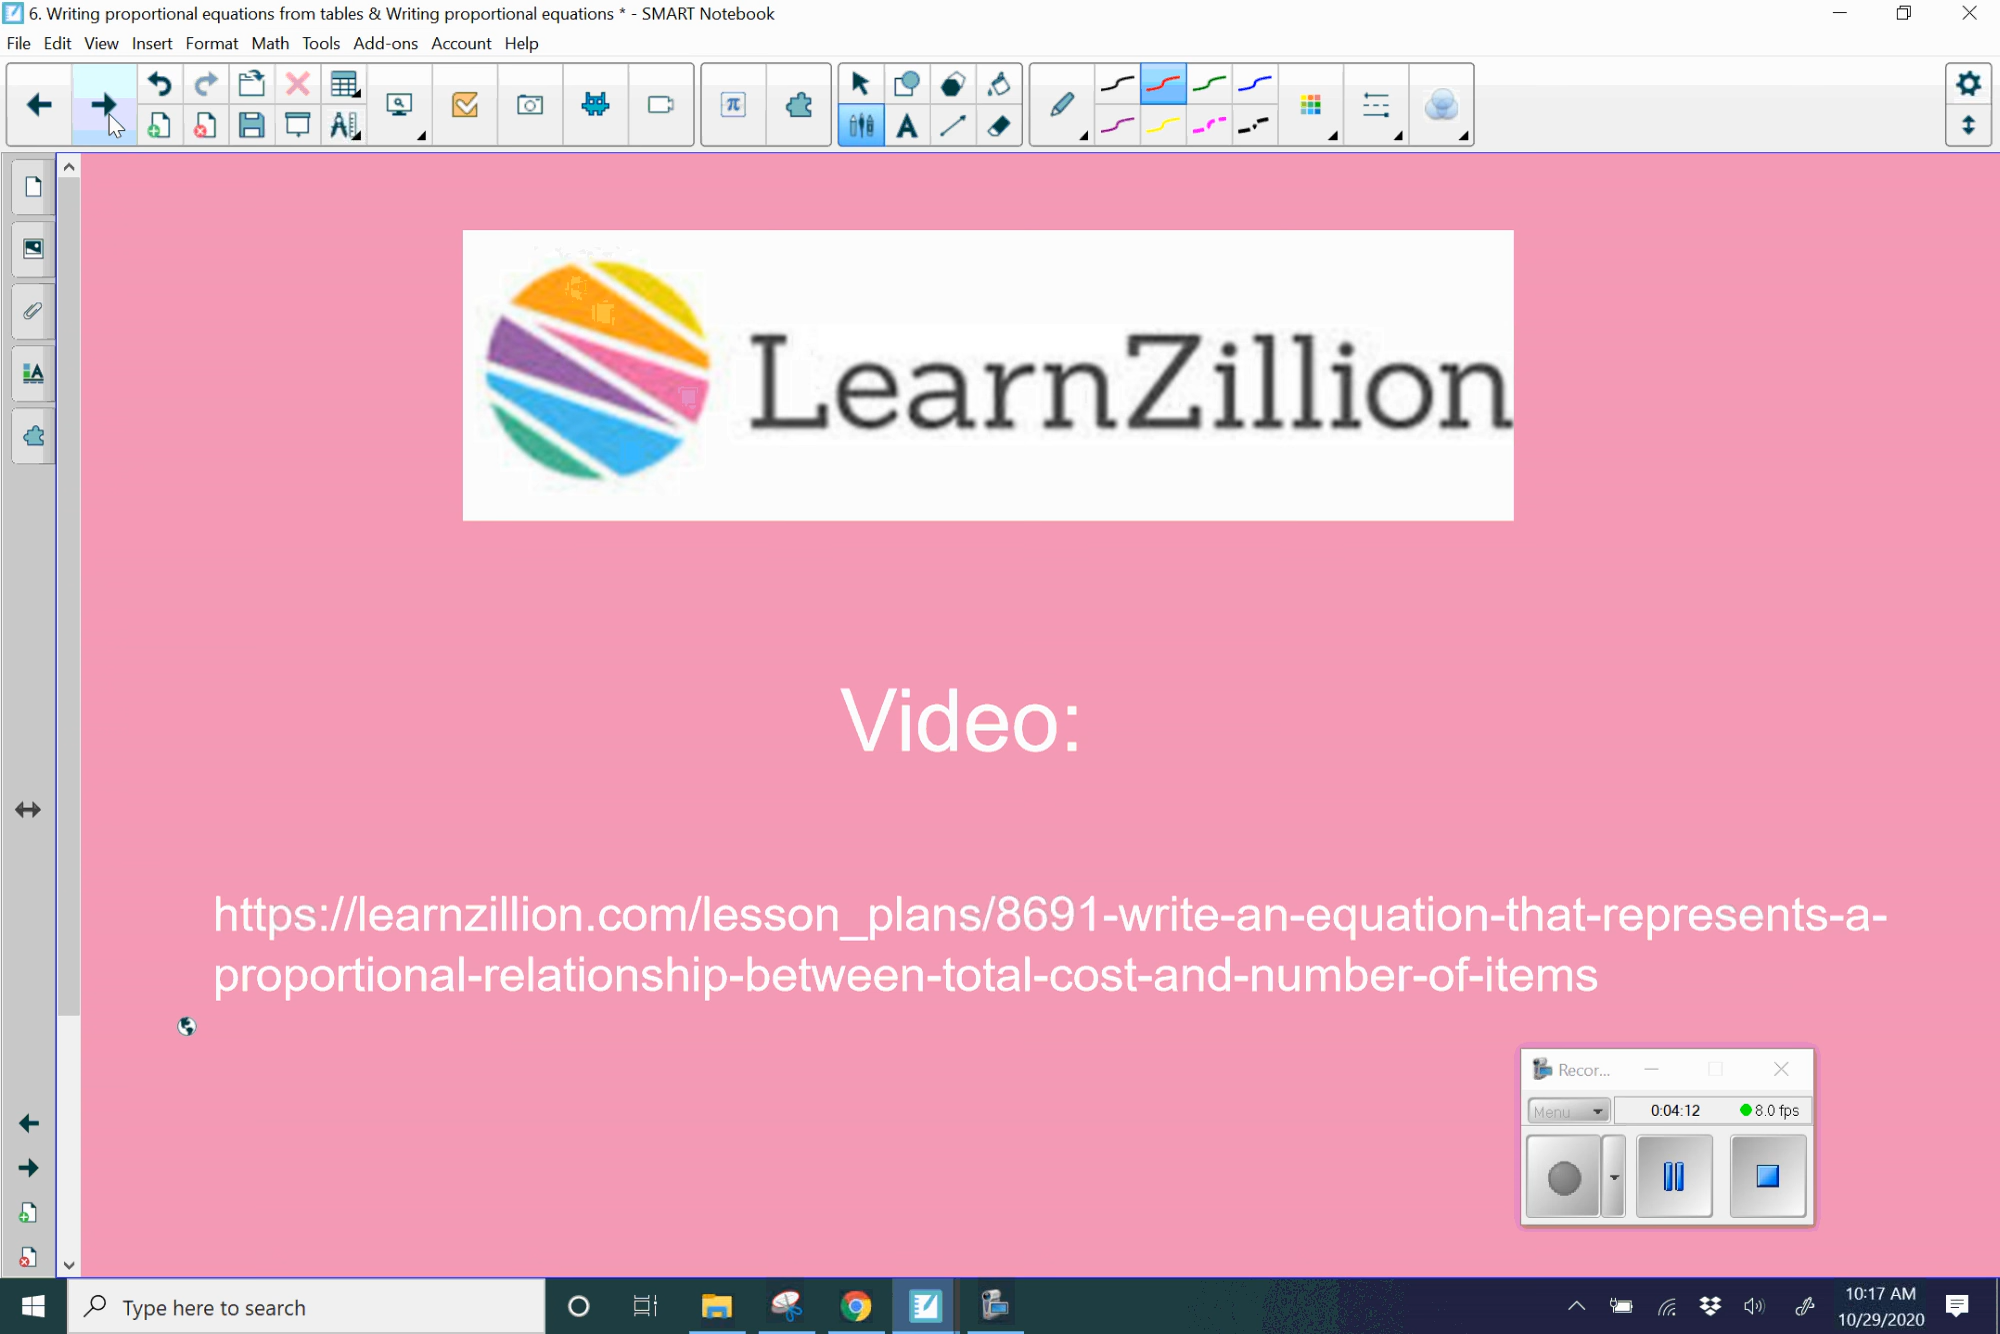 6. Writing proportional equations from tables & Writing proportional equations * - SMART Notebook
File Edit View Insert Format Math Tools Add-ons Account Help
LearnZillion
Video:
https://learnzillion.com/lesson_plans/8691-write-an-equation-that-represents-a-
proportional-relationship-between-total-cost-and-number-of-items
Recor...
Menu 0:04:12 8.0 fps
Type here to search
10:17 AM
10/29/2020